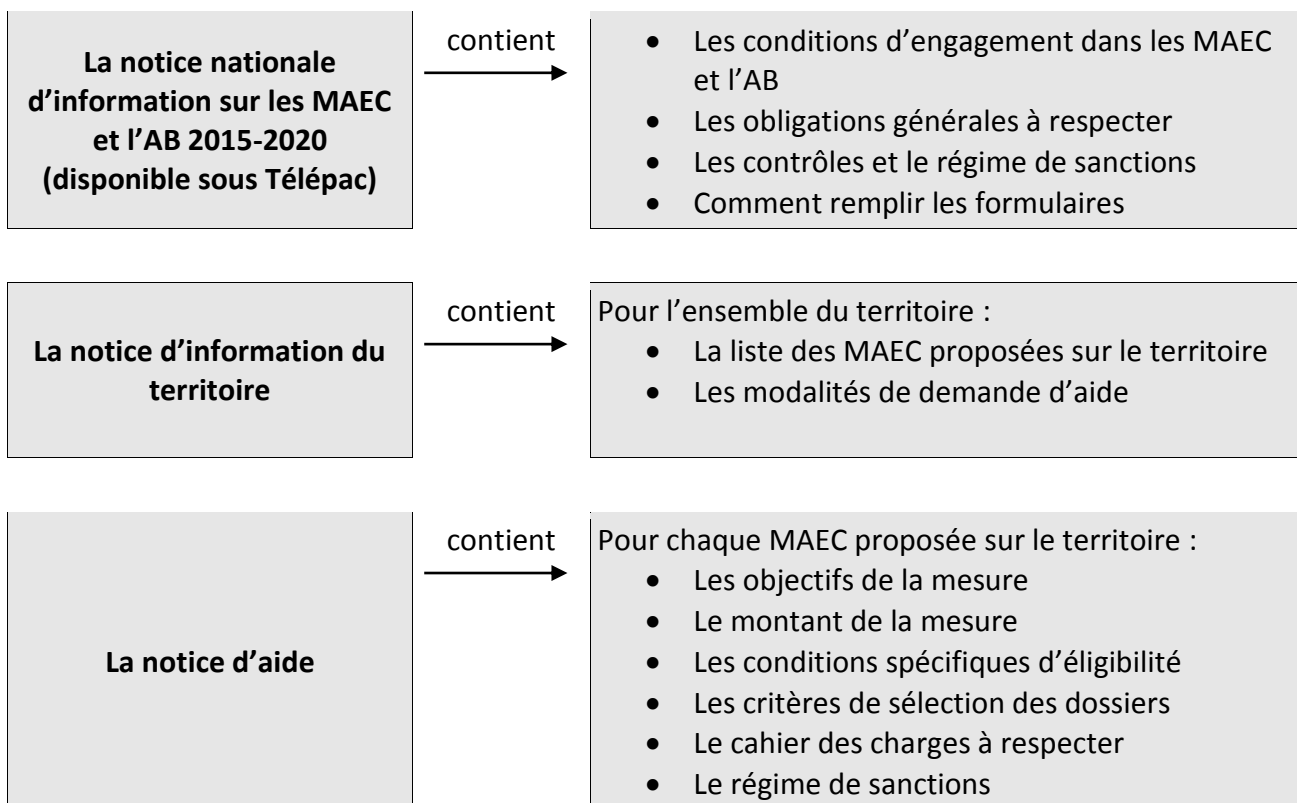 La notice nationale
d’information sur les MAEC
et l’AB 2015-2020
(disponible sous Télépac)
contient
• Les conditions d’engagement dans les MAEC
et l’AB
• Les obligations générales à respecter
• Les contrôles et le régime de sanctions
• Comment remplir les formulaires
La notice d’information du
territoire
contient
Pour l’ensemble du territoire :
• La liste des MAEC proposées sur le territoire
• Les modalités de demande d’aide
La notice d’aide
contient
Pour chaque MAEC proposée sur le territoire :
• Les objectifs de la mesure
• Le montant de la mesure
• Les conditions spécifiques d’éligibilité
• Les critères de sélection des dossiers
• Le cahier des charges à respecter
• Le régime de sanctions